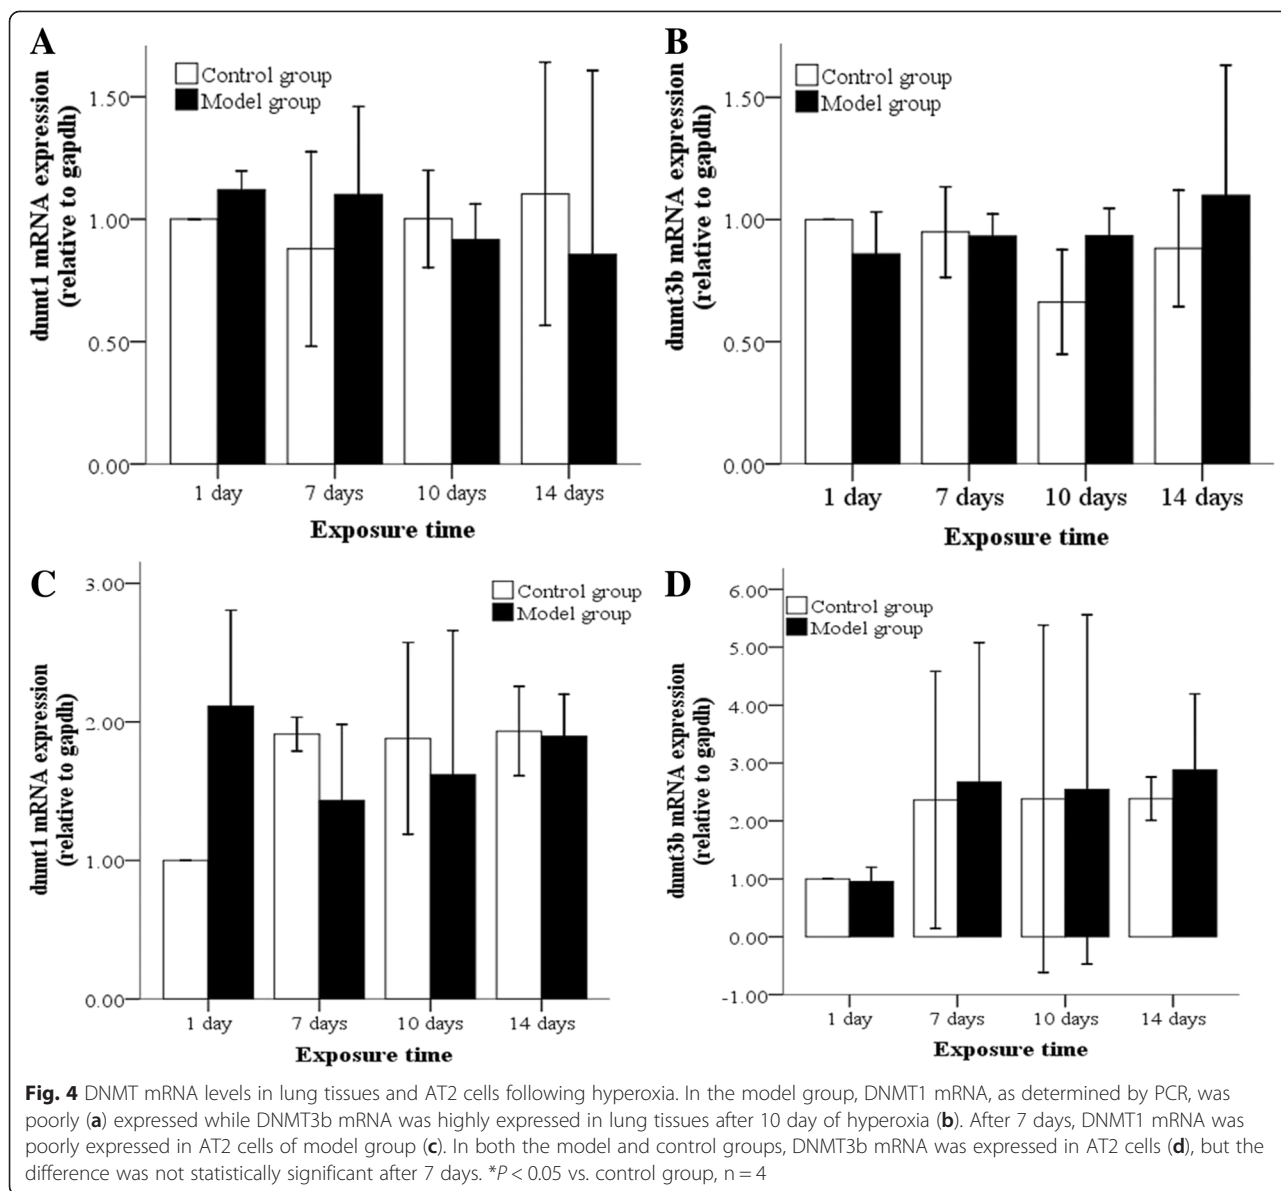 A
Control group
Model group
dnmt1 mRNA expression
(relative to gapdh)
1.50
1.00
0.50
0.00
1 day 7 days 10 days 14 days
Exposure time
B
Control group
Model group
dnmt3b mRNA expression
(relative to gapdh)
1.50
1.00
0.50
0.00
1 day 7 days 10 days 14 days
Exposure time
C
Control group
Model group
dnmt1 mRNA expression
(relative to gapdh)
3.00
2.00
1.00
0.00
1 day 7 days 10 days 14 days
Exposure time
D
Control group
Model group
dnmt3b mRNA expression
(relative to gapdh)
6.00
5.00
4.00
3.00
2.00
1.00
0.00
-1.00
1 day 7 days 10 days 14 days
Exposure time
Fig. 4 DNMT mRNA levels in lung tissues and AT2 cells following hyperoxia. In the model group, DNMT1 mRNA, as determined by PCR, was
poorly (a) expressed while DNMT3b mRNA was highly expressed in lung tissues after 10 day of hyperoxia (b). After 7 days, DNMT1 mRNA was
poorly expressed in AT2 cells of model group (c). In both the model and control groups, DNMT3b mRNA was expressed in AT2 cells (d), but the
difference was not statistically significant after 7 days. *P < 0.05 vs. control group, n = 4